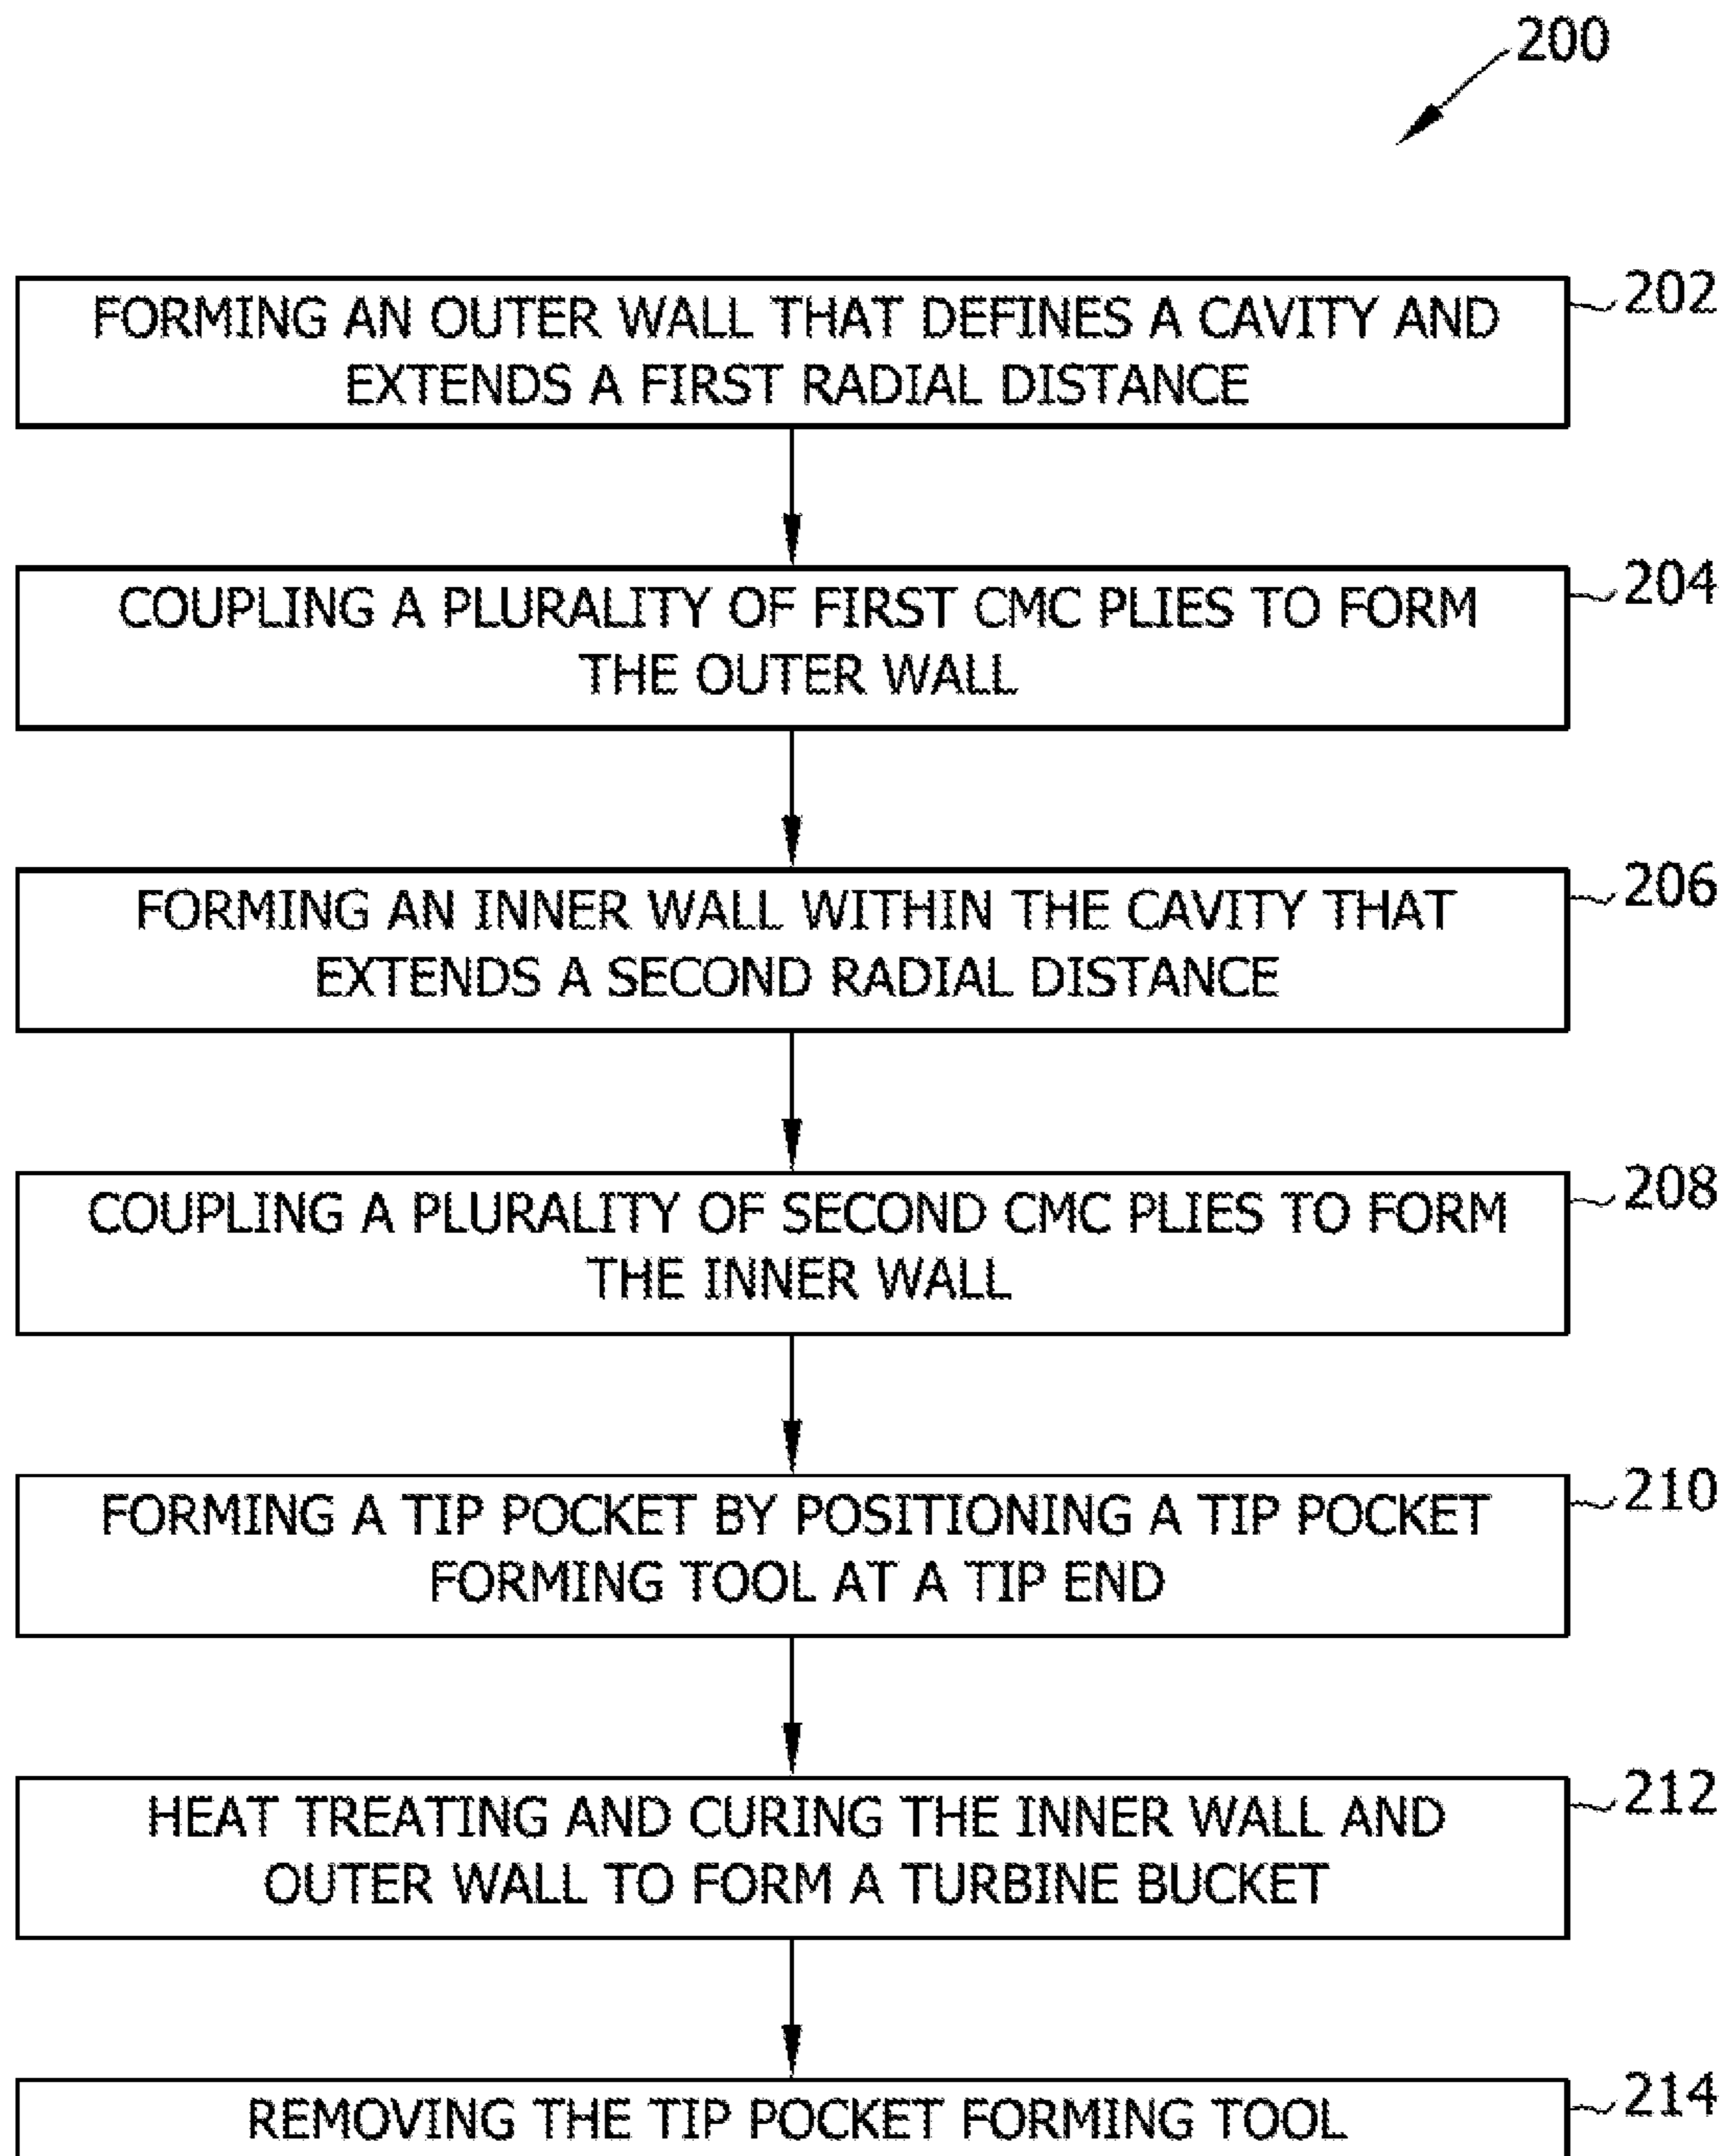 200
FORMING AN OUTER WALL THAT DEFINES A CAVITY AND
EXTENDS A FIRST RADIAL DISTANCE
202
COUPLING A PLURALITY OF FIRST CMC PLIES TO FORM
THE OUTER WALL
204
FORMING AN INNER WALL WITHIN THE CAVITY THAT
EXTENDS A SECOND RADIAL DISTANCE
206
COUPLING A PLURALITY OF SECOND CMC PLIES TO FORM
THE INNER WALL
208
FORMING A TIP POCKET BY POSITIONING A TIP POCKET
FORMING TOOL AT A TIP END
210
HEAT TREATING AND CURING THE INNER WALL AND
OUTER WALL TO FORM A TURBINE BUCKET
212
REMOVING THE TIP POCKET FORMING TOOL
214